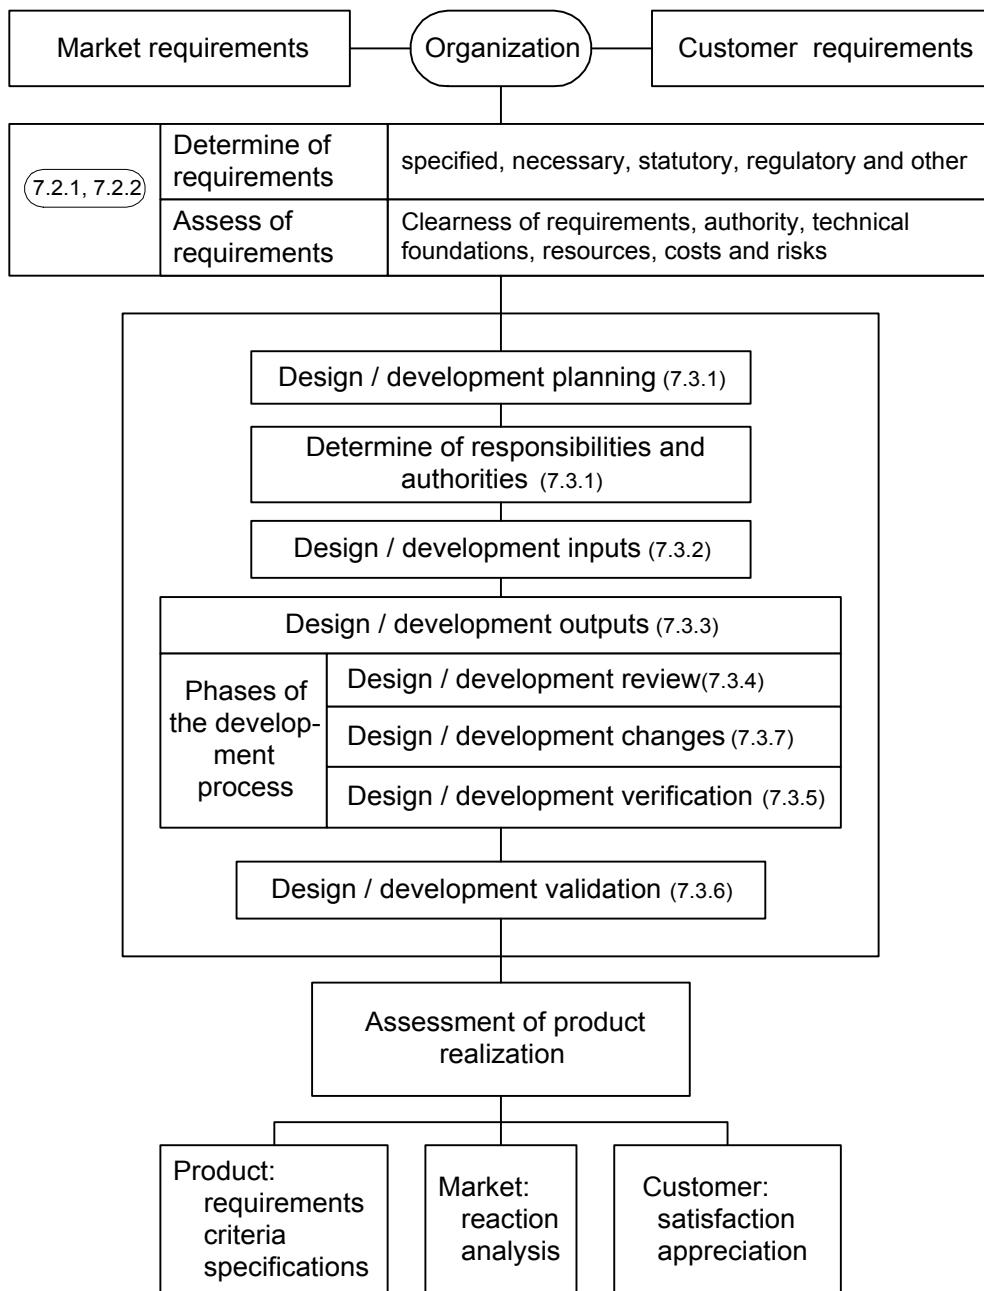 Market requirements
Organization
Customer  requirements
7.2.1, 7.2.2
Determine of
requirements
specified, necessary, statutory, regulatory and other
Assess of
requirements
Clearness of requirements, authority, technical
foundations, resources, costs and risks
Design / development planning (7.3.1)
Determine of responsibilities and
authorities (7.3.1)
Design / development inputs (7.3.2)
Design / development outputs (7.3.3)
Phases of
the develop-
ment
process
Design / development review(7.3.4)
Design / development changes (7.3.7)
Design / development verification (7.3.5)
Design / development validation (7.3.6)
Assessment of product
realization
Product:
requirements
criteria
specifications
Market:
reaction
analysis
Customer:
satisfaction
appreciation